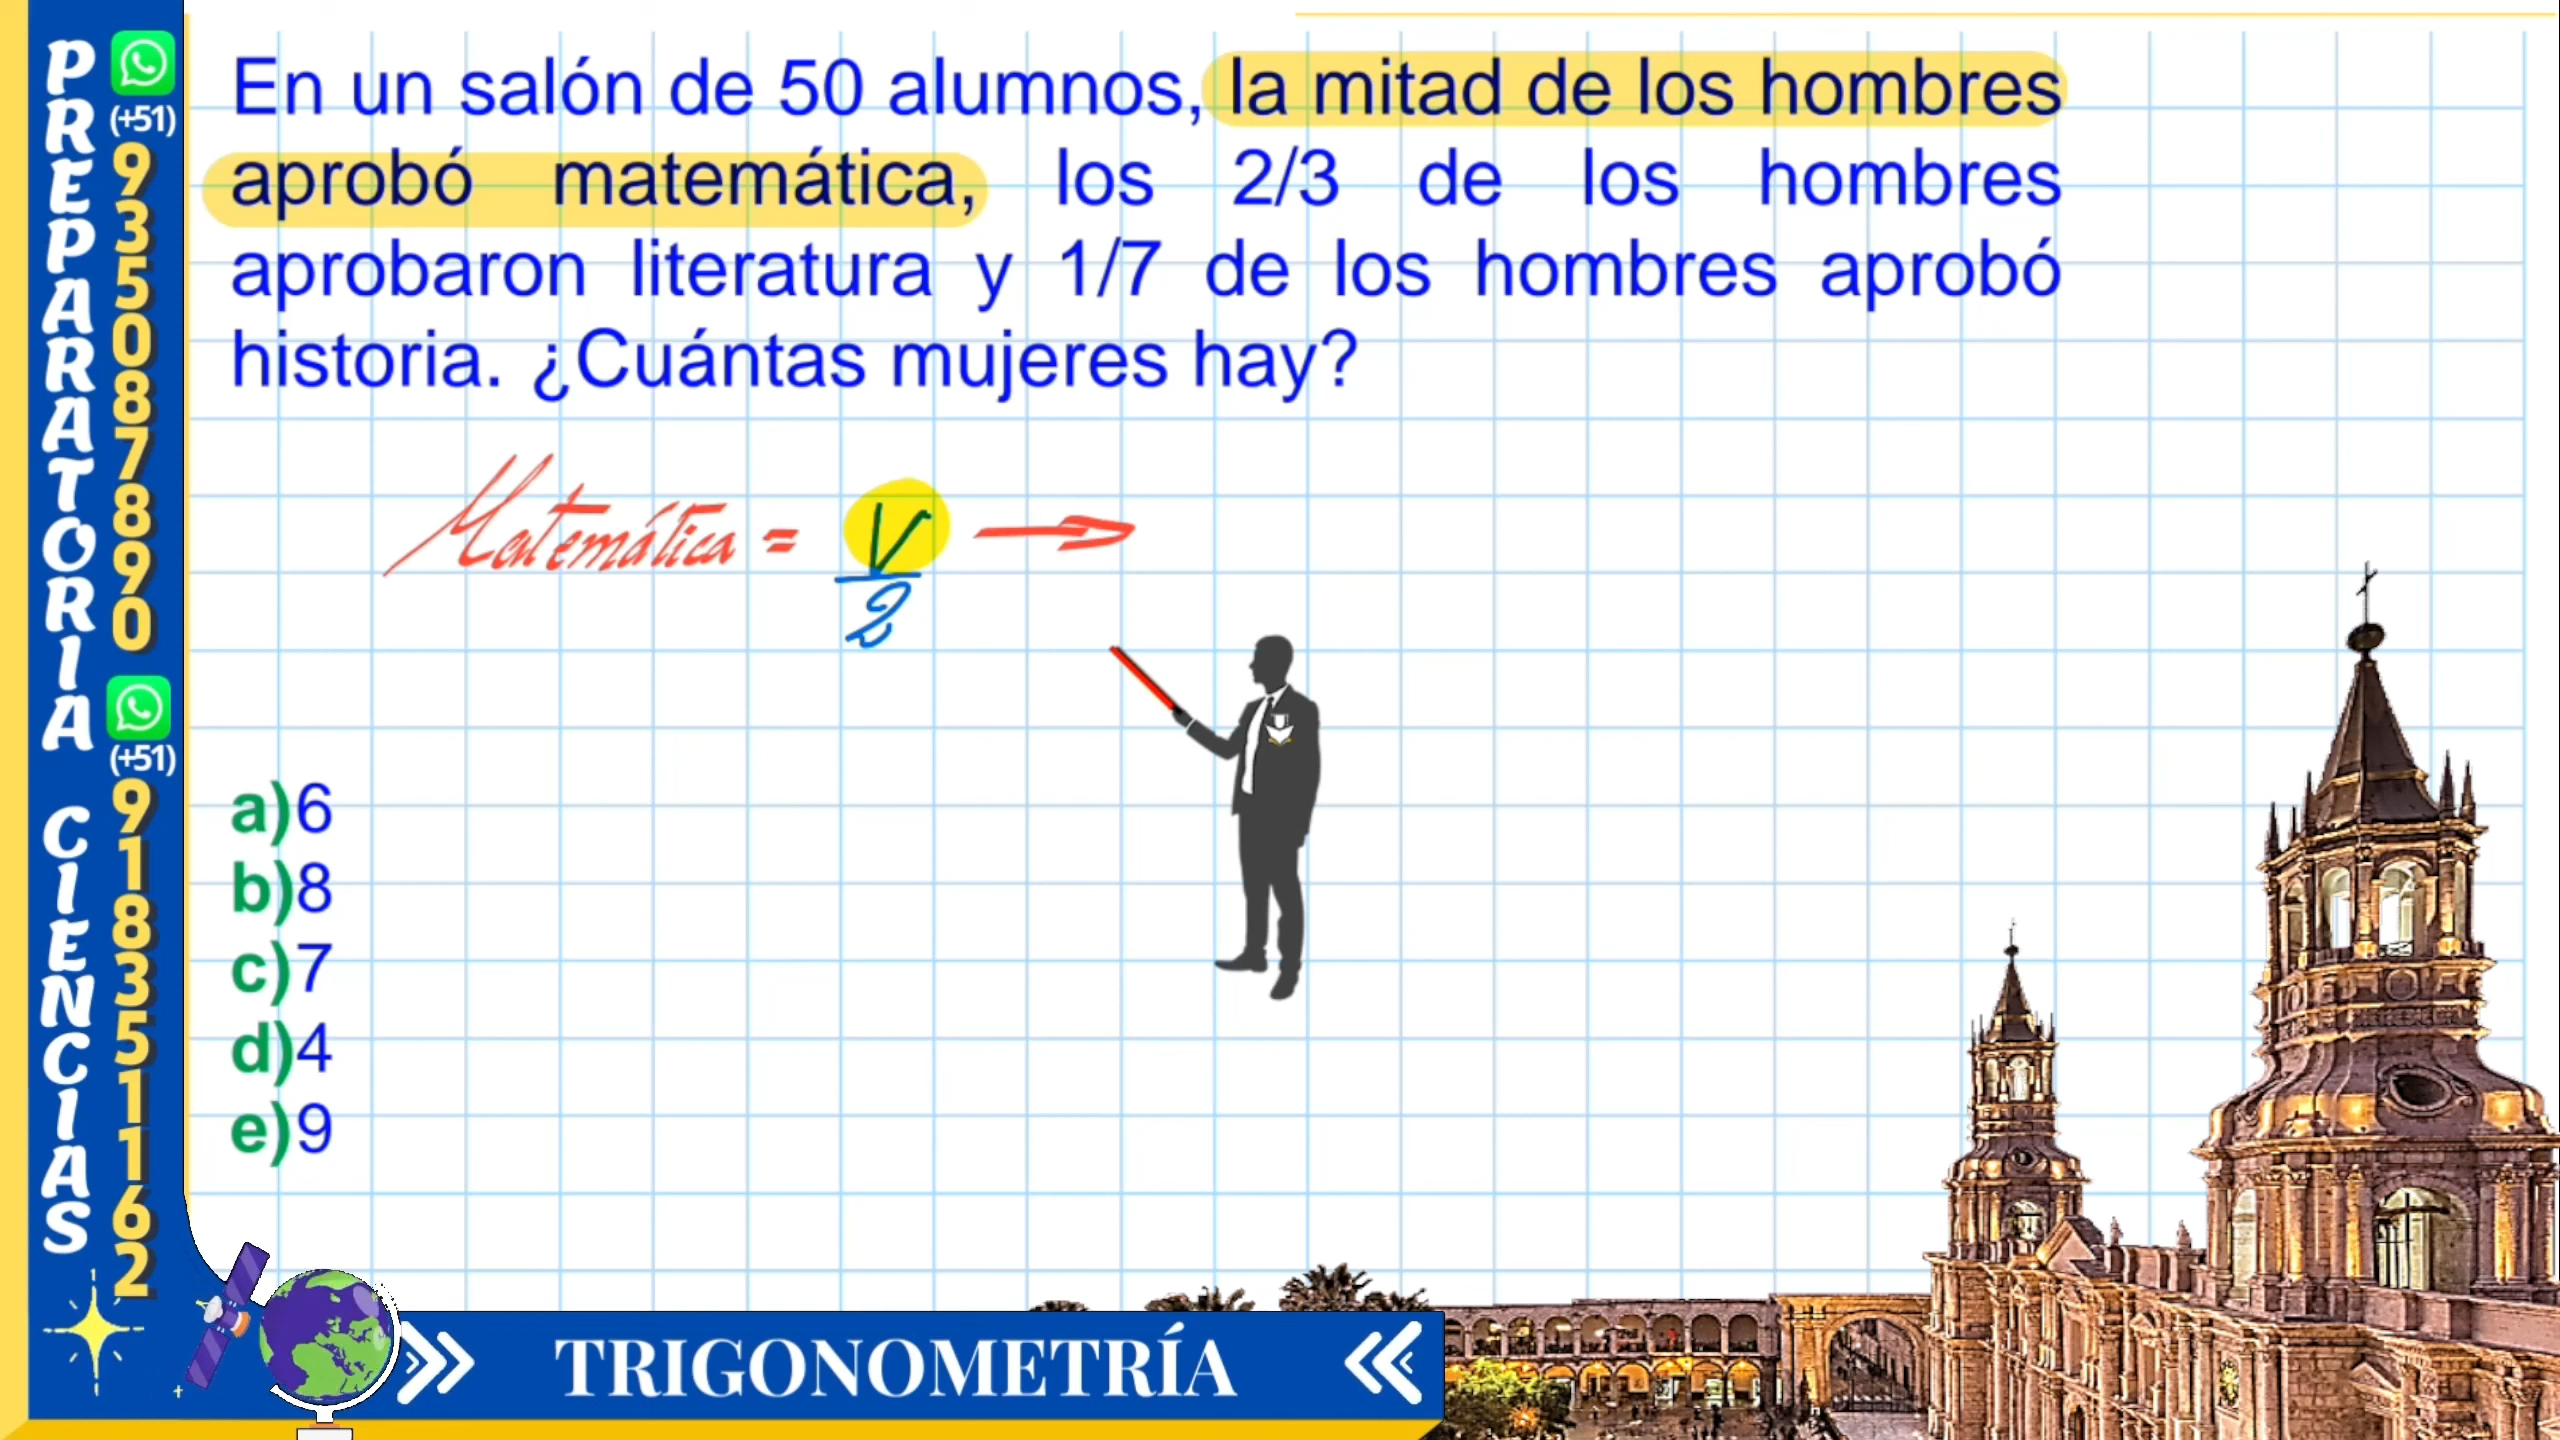 PREPARATORIA CIENCIAS
(+51)
935087890
(+51)
918351162
En un salón de 50 alumnos, la mitad de los hombres
aprobó matemática, los 2/3 de los hombres
aprobaron literatura y 1/7 de los hombres aprobó
historia. ¿Cuántas mujeres hay?
Matemática = V/2 →
a)6
b)8
c)7
d)4
e)9
TRIGONOMETRÍA